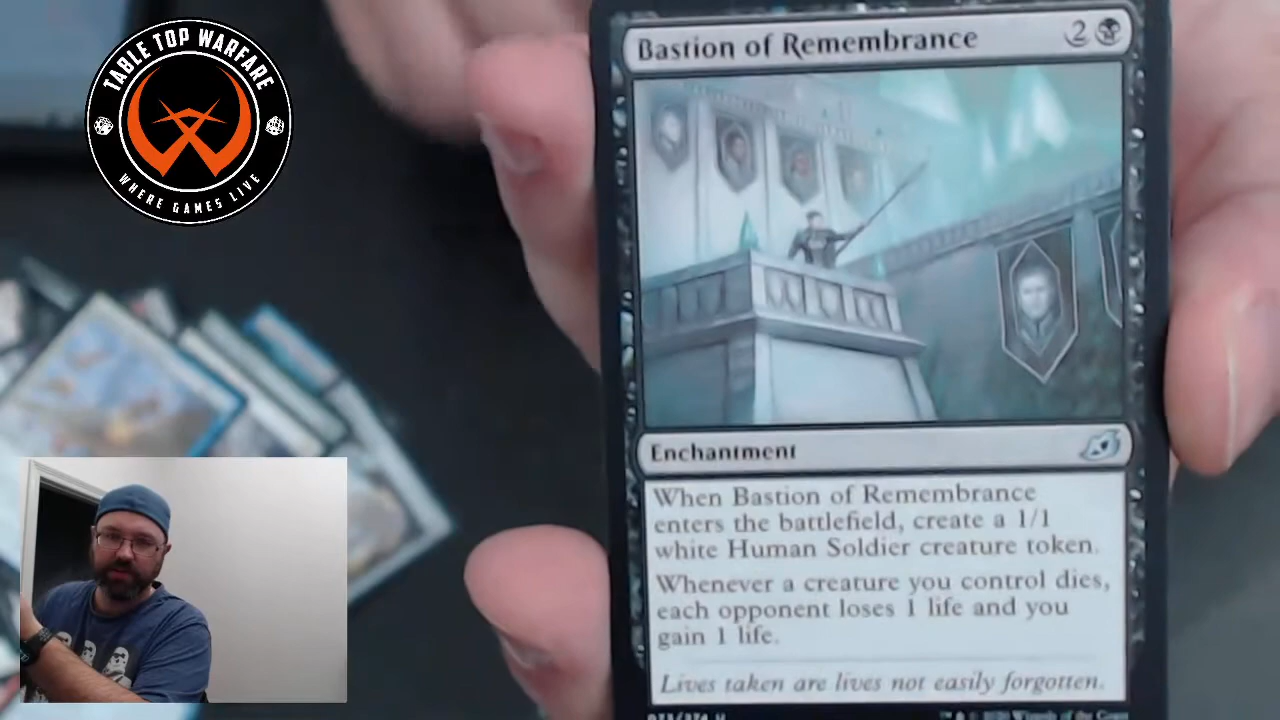 TABLE TOP WARFARE
WHERE GAMES LIVE
Bastion of Remembrance 2
Enchantment
When Bastion of Remembrance
enters the battlefield, create a 1/1
white Human Soldier creature token.
Whenever a creature you control dies,
each opponent loses 1 life and you
gain 1 life.
Lives taken are lives not easily forgotten.